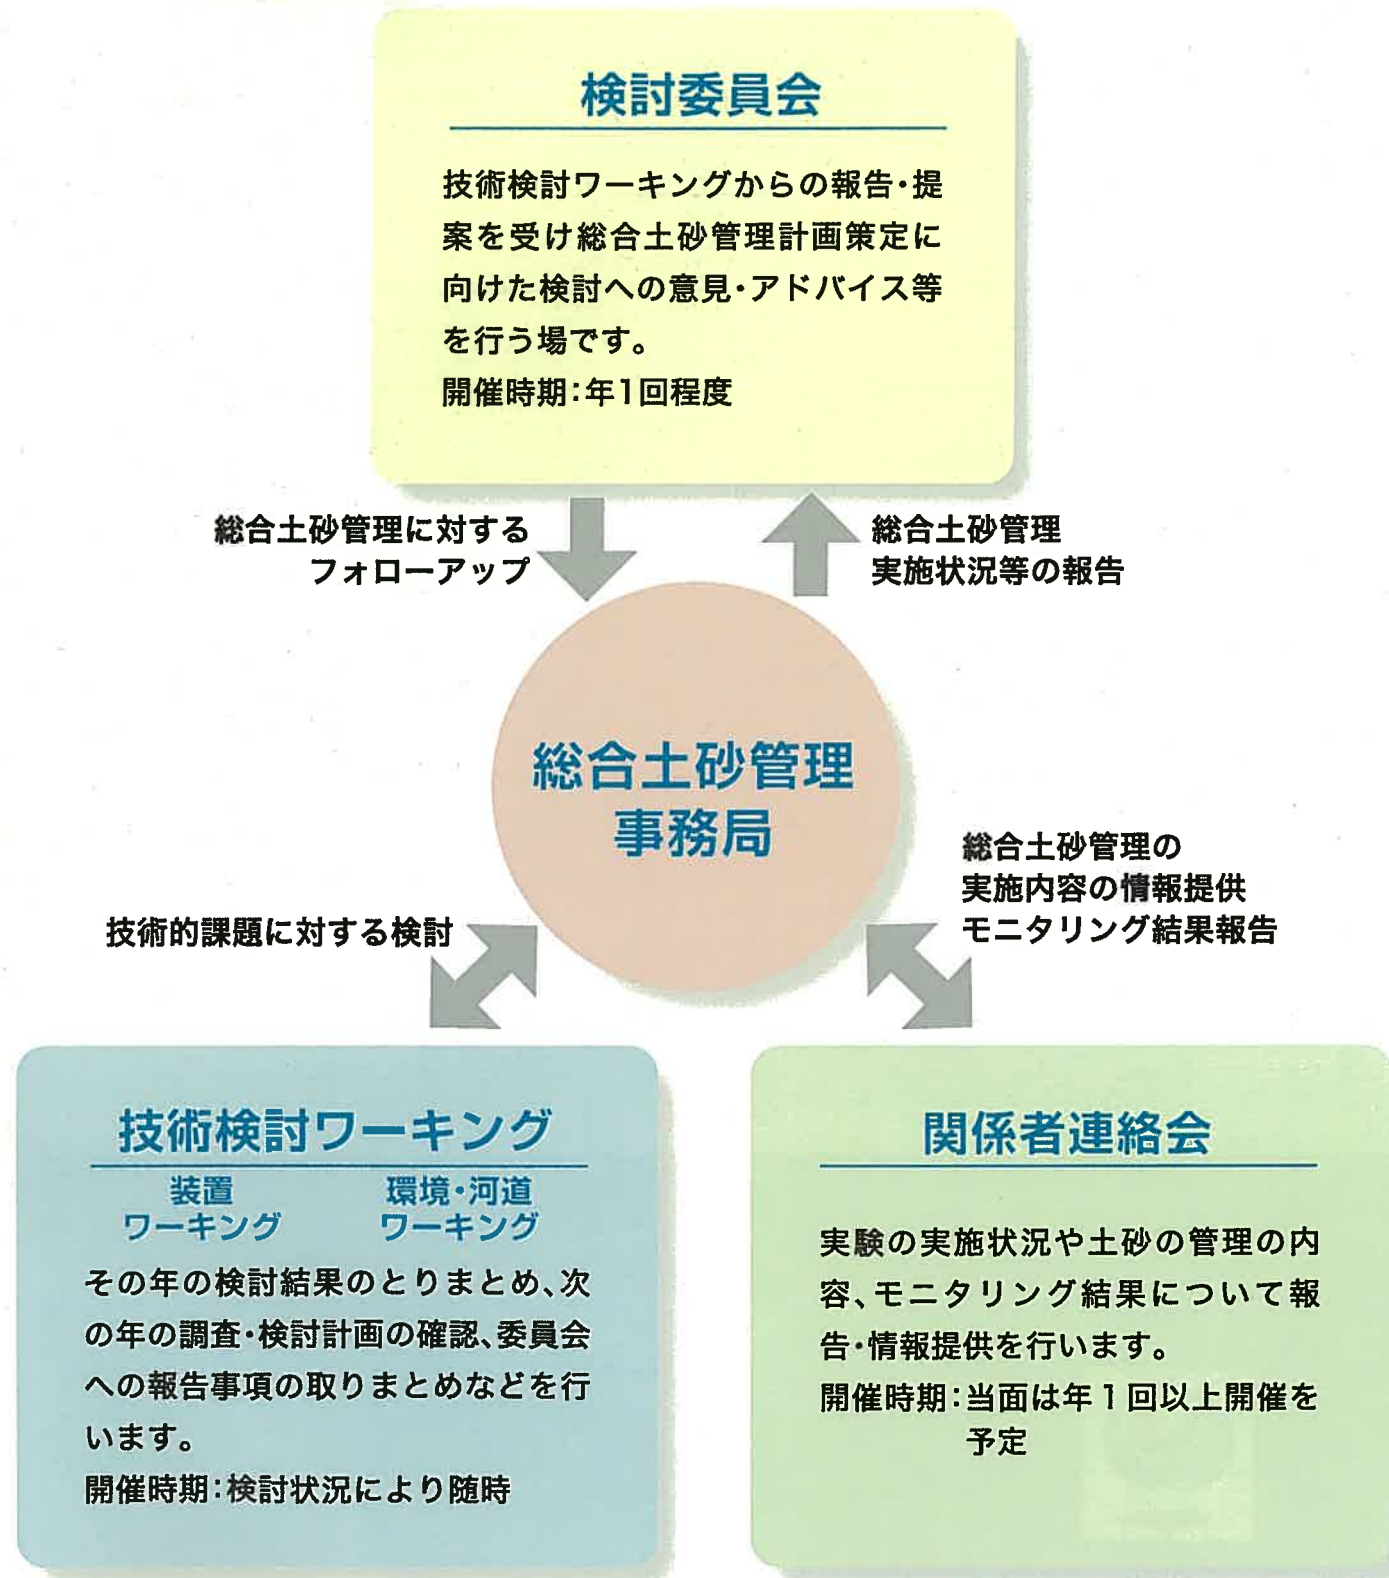 検討委員会
技術検討ワーキングからの報告・提
案を受け総合土砂管理計画策定に
向けた検討への意見・アドバイス等
を行う場です。
開催時期：年1回程度
総合土砂管理に対する
フォローアップ
総合土砂管理
実施状況等の報告
総合土砂管理
事務局
技術的課題に対する検討
総合土砂管理の
実施内容の情報提供
モニタリング結果報告
技術検討ワーキング
装置
ワーキング
環境・河道
ワーキング
その年の検討結果のとりまとめ、次
の年の調査・検討計画の確認、委員会
への報告事項の取りまとめなどを行
います。
開催時期：検討状況により随時
関係者連絡会
実験の実施状況や土砂の管理の内
容、モニタリング結果について報
告・情報提供を行います。
開催時期：当面は年１回以上開催を
予定